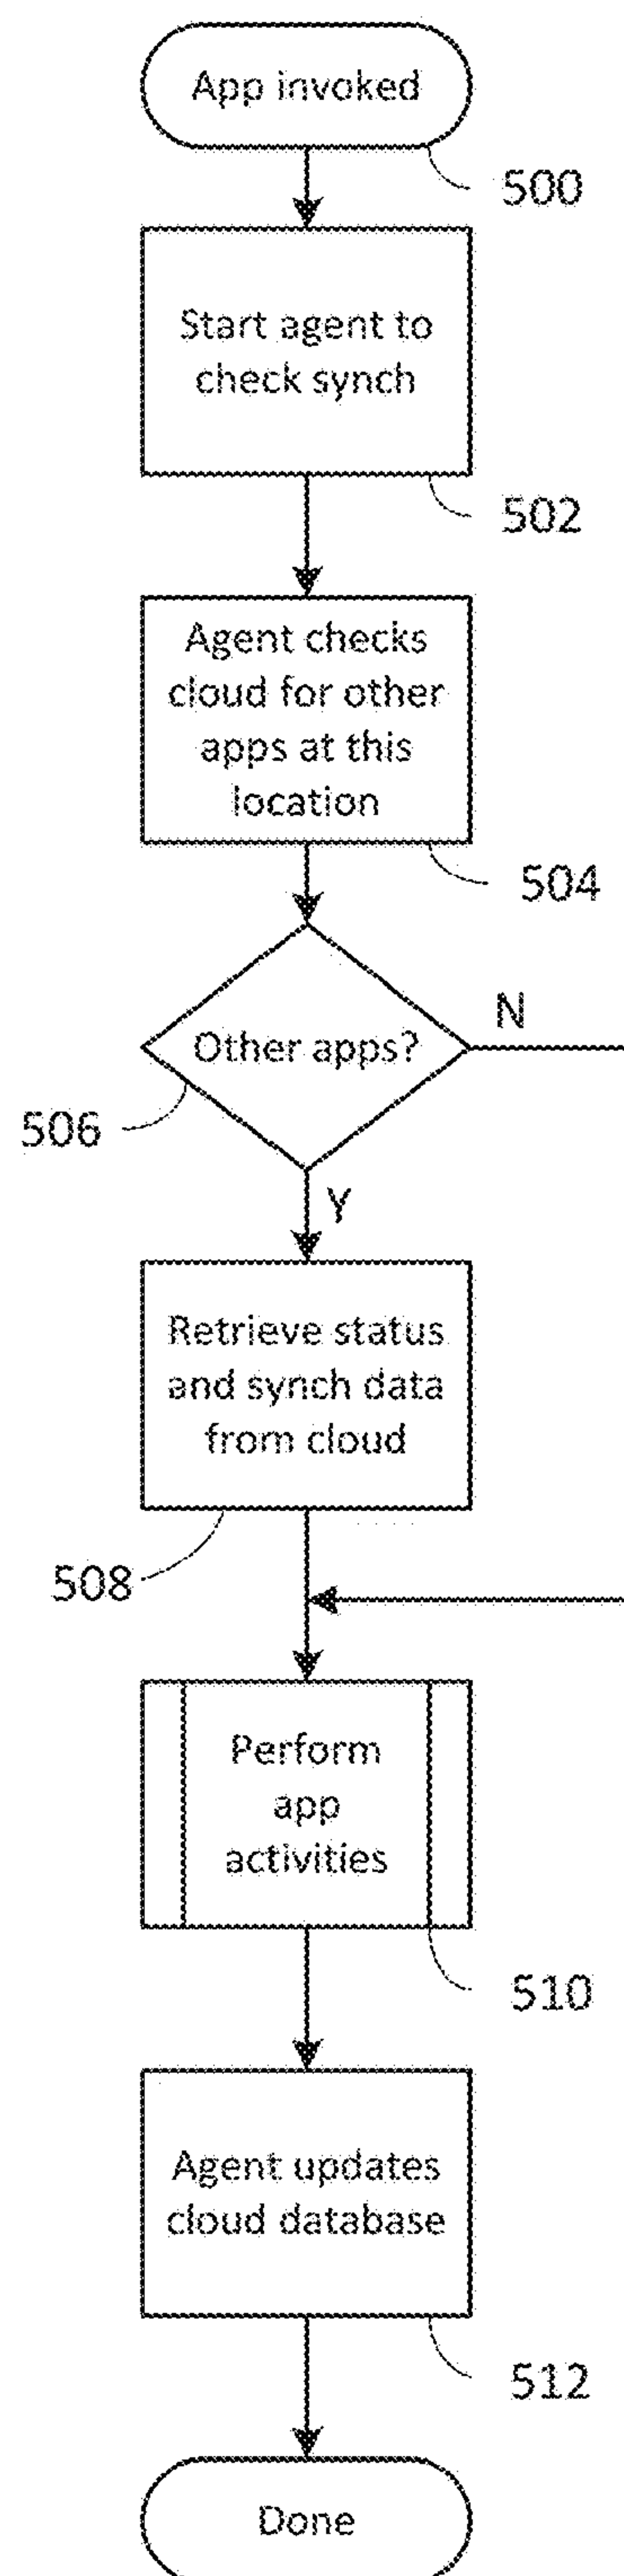 App invoked
500
Start agent to
check synch
502
Agent checks
cloud for other
apps at this
location
504
Other apps?
N
506
Y
Retrieve status
and synch data
from cloud
508
Perform
app
activities
510
Agent updates
cloud database
512
Done